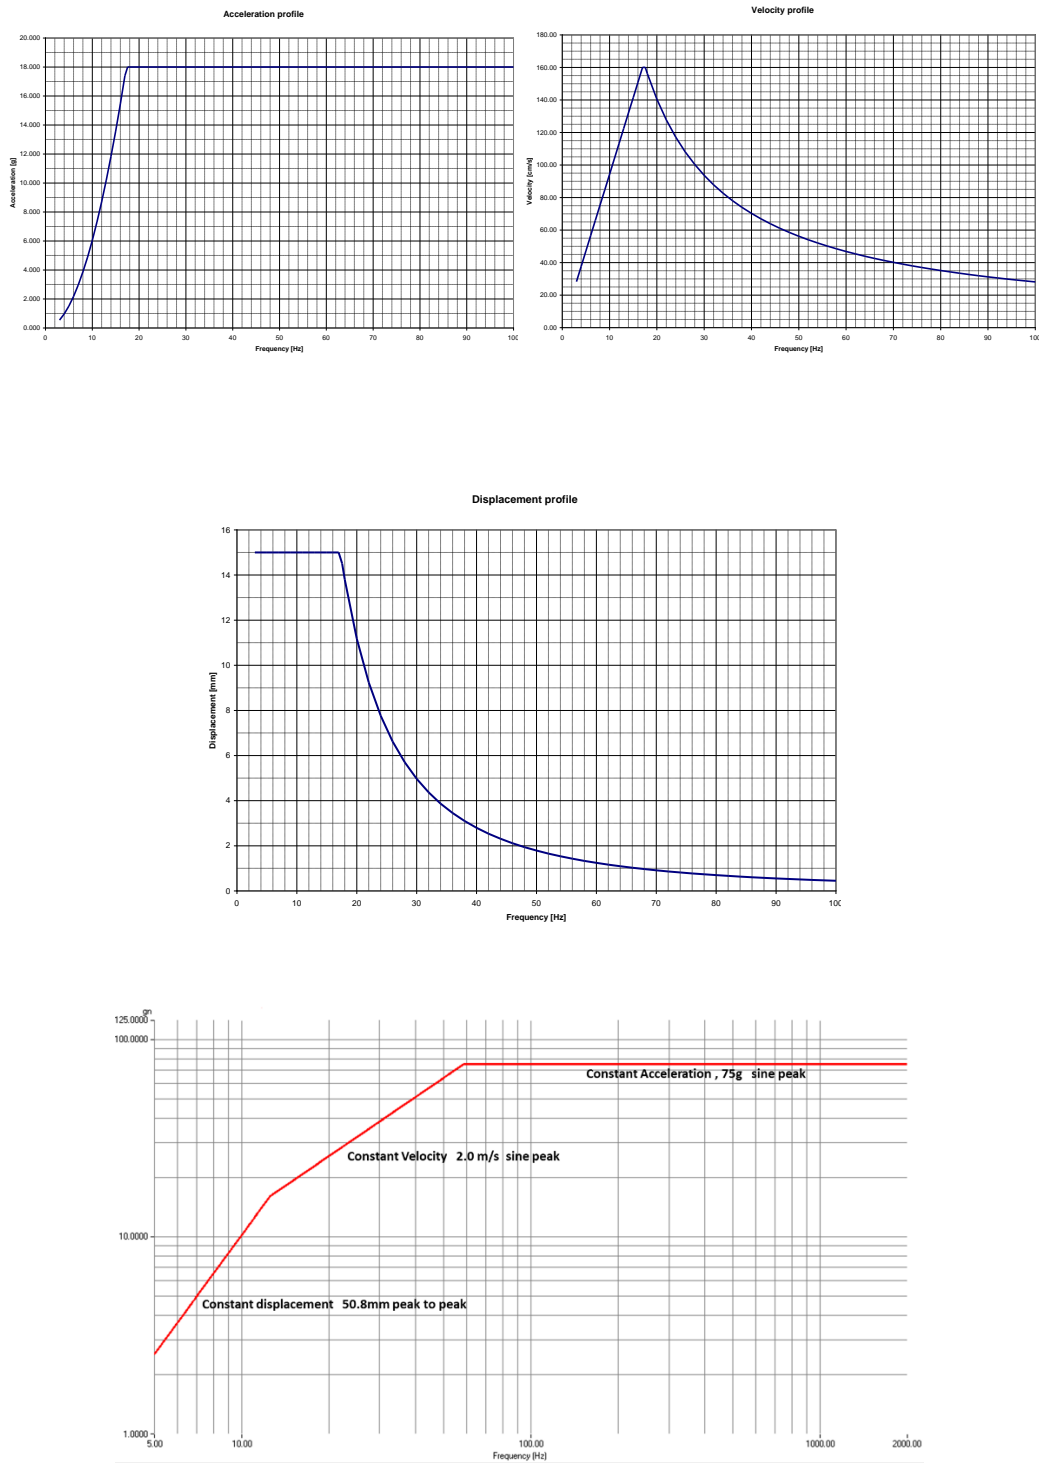 Acceleration profile
20.000
18.000
16.000
14.000
12.000
10.000
8.000
6.000
4.000
2.000
0.000
Acceleration [g]
0 10 20 30 40 50 60 70 80 90 100
Frequency [Hz]
Velocity profile
180.00
160.00
140.00
120.00
100.00
80.00
60.00
40.00
20.00
0.00
Velocity [cm/s]
0 10 20 30 40 50 60 70 80 90 100
Frequency [Hz]
Displacement profile
16
14
12
10
8
6
4
2
0
Displacement [mm]
0 10 20 30 40 50 60 70 80 90 100
Frequency [Hz]
gn
125.0000
100.0000
Constant Acceleration , 75g sine peak
Constant Velocity 2.0 m/s sine peak
10.0000
Constant displacement 50.8mm peak to peak
1.0000
5.00 10.00 100.00 1000.00 2000.00
Frequency [Hz]